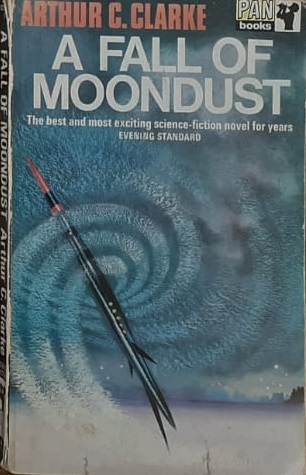 ARTHUR C. CLARKE
PAN
books
A FALL OF
MOONDUST
The best and most exciting science-fiction novel for years
EVENING STANDARD
A FALL OF MOONDUST Arthur C. Clarke